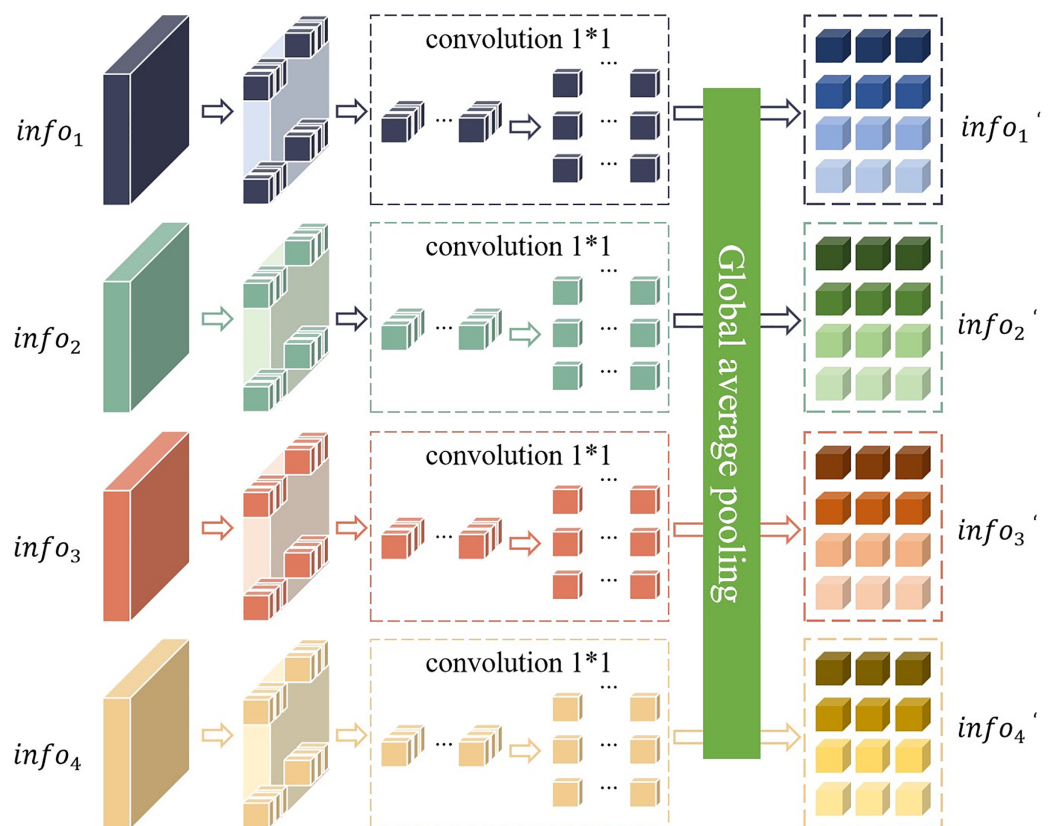 info₁
convolution 1*1
...
...
...
...
info₁ ‘
info₂
convolution 1*1
...
...
...
...
info₂ ‘
Global average pooling
info₃
convolution 1*1
...
...
...
...
info₃ ‘
info₄
convolution 1*1
...
...
...
...
info₄ ‘